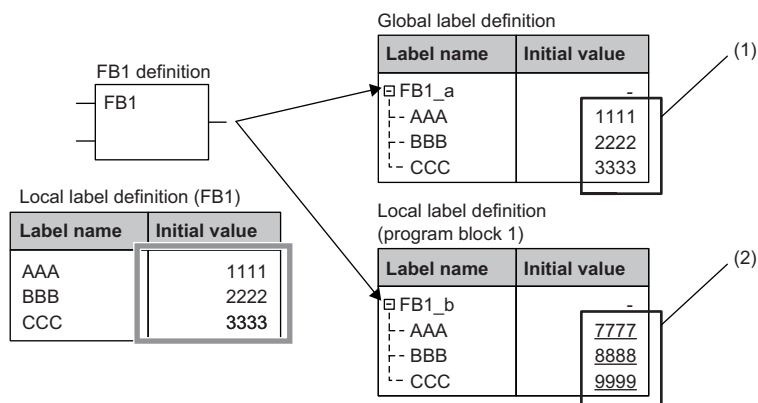 Global label definition
Label name Initial value
(1)
FB1_a -
AAA 1111
BBB 2222
CCC 3333
FB1 definition
FB1
Local label definition (FB1)
Label name Initial value
AAA 1111
BBB 2222
CCC 3333
Local label definition
(program block 1)
Label name Initial value
(2)
FB1_b -
AAA 7777
BBB 8888
CCC 9999